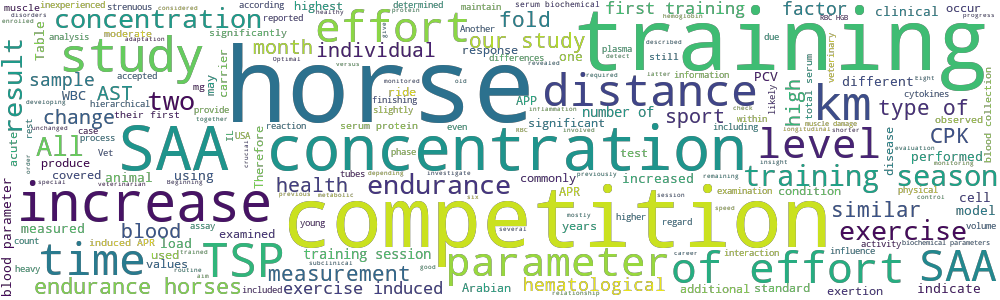 muscle
inexperienced
strenuous
considered
according
highest
effort
fold
first training
factor
clinical
occur
disorders
enrolled
concentration
moderate
reported
training
study
month
individual
our study
response
one
differences
revealed
Table
analysis
significantly
Another
plasma
detect
due
still
latter
information
described
RBC HGB
hemoglobin
progress
adaptation
healthy
protein
determined
maintain
serum biochemical
horse
distance
result
sample
WBC
AST
accepted
hierarchical
mg
may
carrier
Optimal
versus
monitored
ride
finishing
slightly
old
required
APP
PCV
likely
high
km
different
total serum
veterinary
eight
cytokines
developing
unchanged
change
two
their first
provide
together
reaction
serum protein
inflammation
even
number of
significant
check
within
sport
type of
observed
muscle damage
longitudinal
shorter
evaluation
monitoring
blood collection
acute
rest
order
case
process
Vet
IL
USA
crucial
Therefore
phase
RBC
involved
including
test
insight
All
SAA
concentration
level
CPK
disease
performed
produce
special
covered
veterinarian
animal
using
Beginning
tubes
depending
investigate
previously
remaining
health
endurance
commonly
increased
examination
condition
training season
increase
previous
metabolic
six
APR
session
speed
physical
control
cell
model
volume
young
several
mostly
years
higher
regard
career
interaction
influence
similar
blood parameter
measured
blood
assay
examined
competition
exercise
activity
biochemical parameters
count
induced APR
load
used
trained
values
heavy
routine
aim
time
TSP
training session
subclinical
good
measurement
parameter
of effort
SAA
endurance horses
included
exercise induced
Arabian
relationship
hematological
additional
standard
exertion
indicate